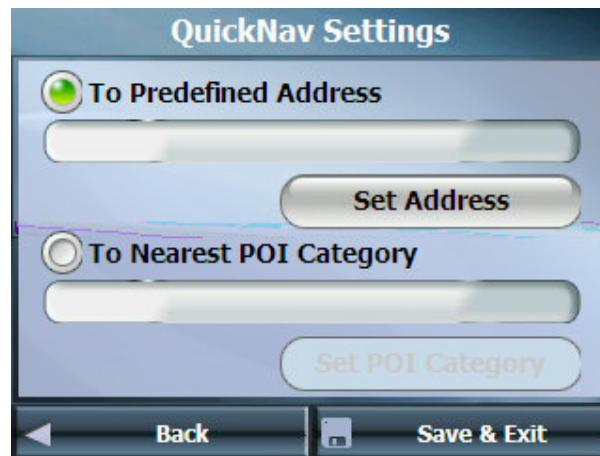 QuickNav Settings
To Predefined Address
Set Address
To Nearest POI Category
Set POI Category
Back
Save & Exit